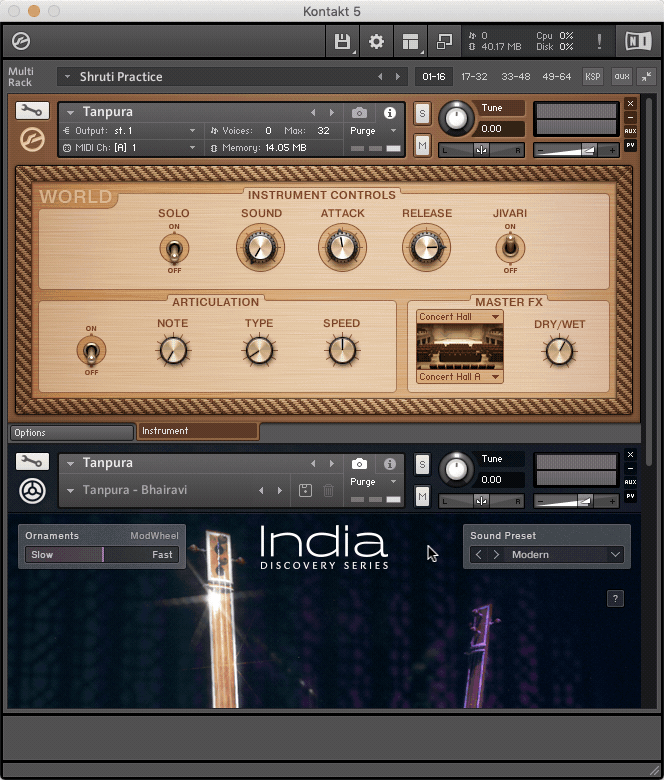 Kontakt 5
0
40.17 MB
Cpu 0%
Disk 0%
!
NI
Multi Rack
Shruti Practice
01-16 17-32 33-48 49-64 KSP aux
Tanpura
Output: st. 1 Voices: 0 Max: 32 Purge
MIDI Ch: [A] 1 Memory: 14.05 MB
S
M
Tune
0.00
L R
- +
×
-
AUX
PV
WORLD
INSTRUMENT CONTROLS
SOLO SOUND ATTACK RELEASE JIVARI
ON ON
OFF OFF
ARTICULATION
ON
OFF
NOTE TYPE SPEED
MASTER FX
Concert Hall
Concert Hall A
DRY/WET
Options Instrument
Tanpura
Tanpura - Bhairavi
Purge
S
M
Tune
0.00
L R
- +
×
-
AUX
PV
Ornaments ModWheel
Slow Fast
India
DISCOVERY SERIES
Sound Preset
Modern
?